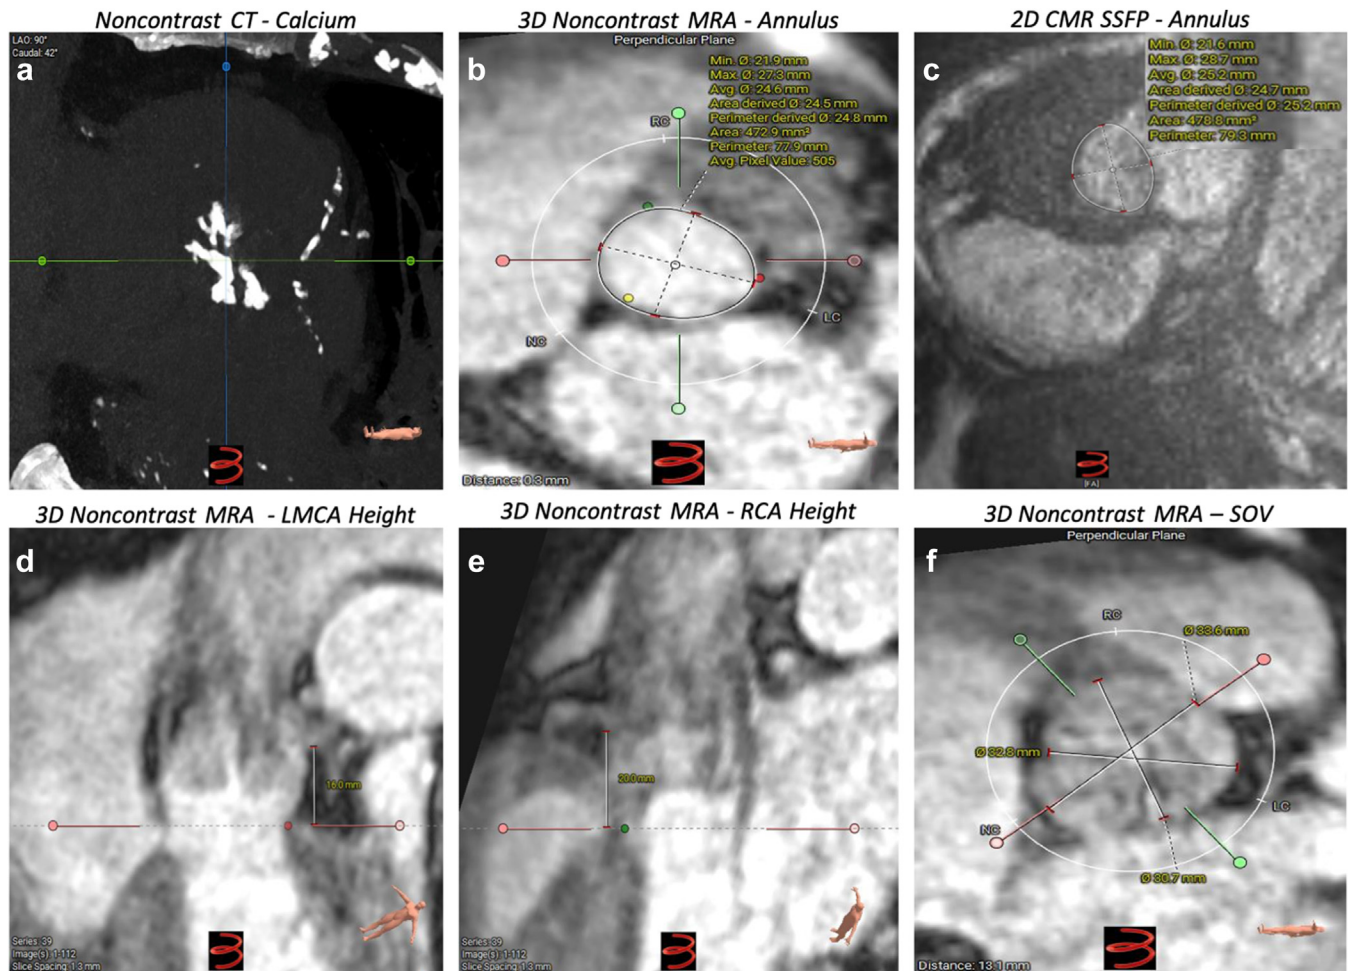 Noncontrast CT - Calcium
LAO: 90°
Caudal: 42°
a
3D Noncontrast MRA - Annulus
Perpendicular Plane
b
Min. Ø: 21.9 mm
Max. Ø: 27.3 mm
Avg. Ø: 24.6 mm
Area derived Ø: 24.5 mm
Perimeter derived Ø: 24.8 mm
Area: 472.9 mm²
Perimeter: 77.9 mm
Avg. Pixel Value: 505
RC
LC
NC
Distance: 0.3 mm
2D CMR SSFP - Annulus
c
Min. Ø: 21.6 mm
Max. Ø: 28.7 mm
Avg. Ø: 25.2 mm
Area derived Ø: 24.7 mm
Perimeter derived Ø: 25.2 mm
Area: 478.8 mm²
Perimeter: 79.3 mm
[FA]
3D Noncontrast MRA - LMCA Height
d
16.0 mm
Series: 39
Image(s): 1-112
Slice Spacing: 1.3 mm
3D Noncontrast MRA - RCA Height
e
20.0 mm
Series: 39
Image(s): 1-112
Slice Spacing: 1.3 mm
3D Noncontrast MRA – SOV
Perpendicular Plane
f
RC
Ø 33.6 mm
Ø 32.8 mm
LC
NC
Ø 30.7 mm
Distance: 13.1 mm